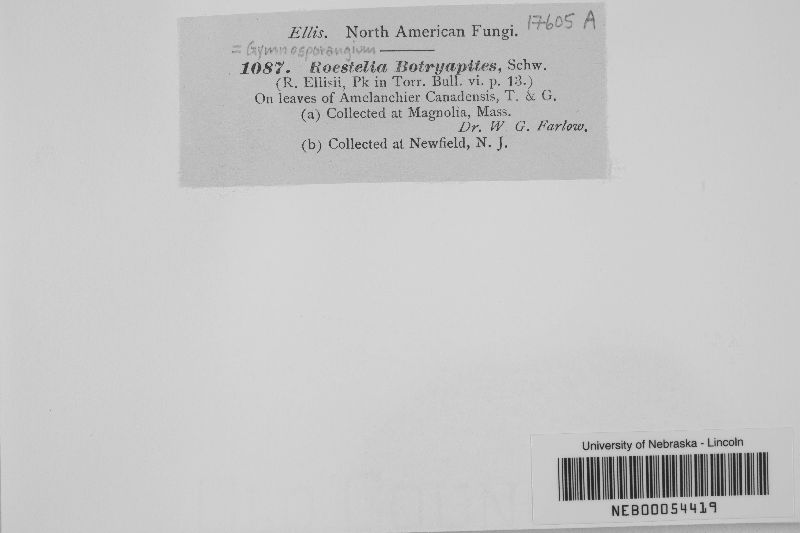 Ellis. North American Fungi. 17605 A
= Gymnosporangium
1087. Roestelia Botryapites, Schw.
(R. Ellisii, Pk in Torr. Bull. vi. p. 13.)
On leaves of Amelanchier Canadensis, T. & G.
(a) Collected at Magnolia, Mass.
Dr. W. G. Farlow.
(b) Collected at Newfield, N. J.
University of Nebraska - Lincoln
NEB00054419